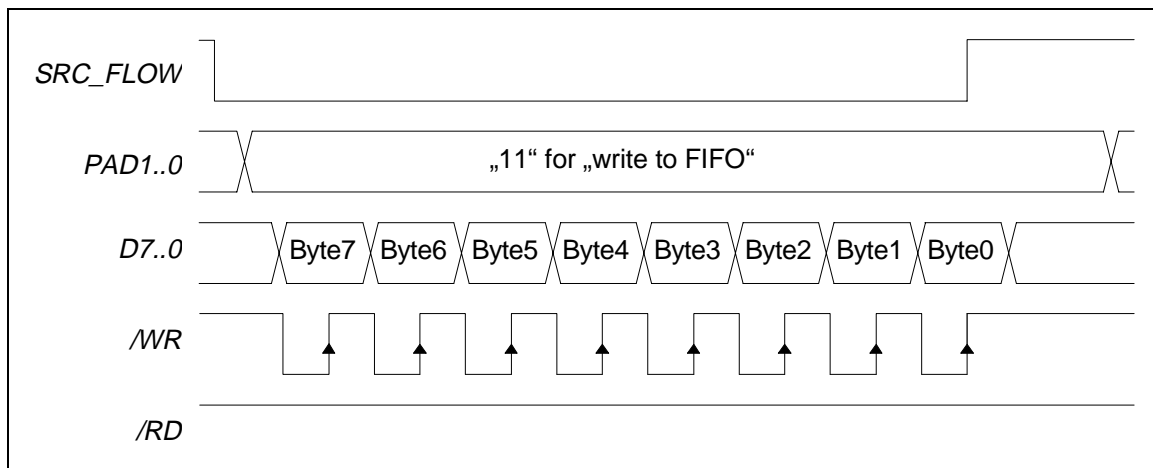 SRC_FLOW
PAD1..0
„11“ for „write to FIFO“
D7..0
Byte7 Byte6 Byte5 Byte4 Byte3 Byte2 Byte1 Byte0
/WR
/RD